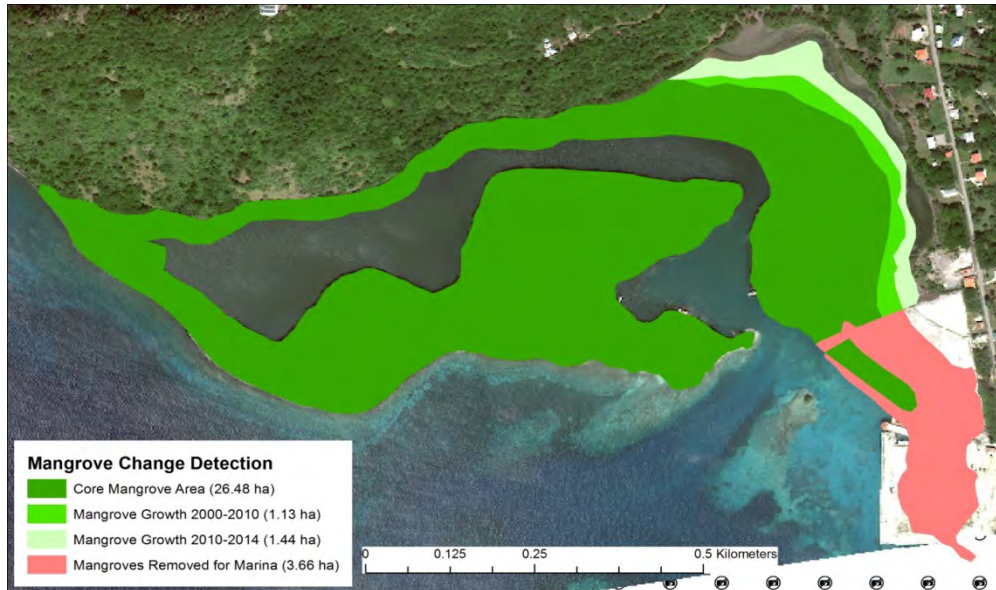 Mangrove Change Detection
Core Mangrove Area (26.48 ha)
Mangrove Growth 2000-2010 (1.13 ha)
Mangrove Growth 2010-2014 (1.44 ha)
Mangroves Removed for Marina (3.66 ha)
0 0.125 0.25 0.5 Kilometers